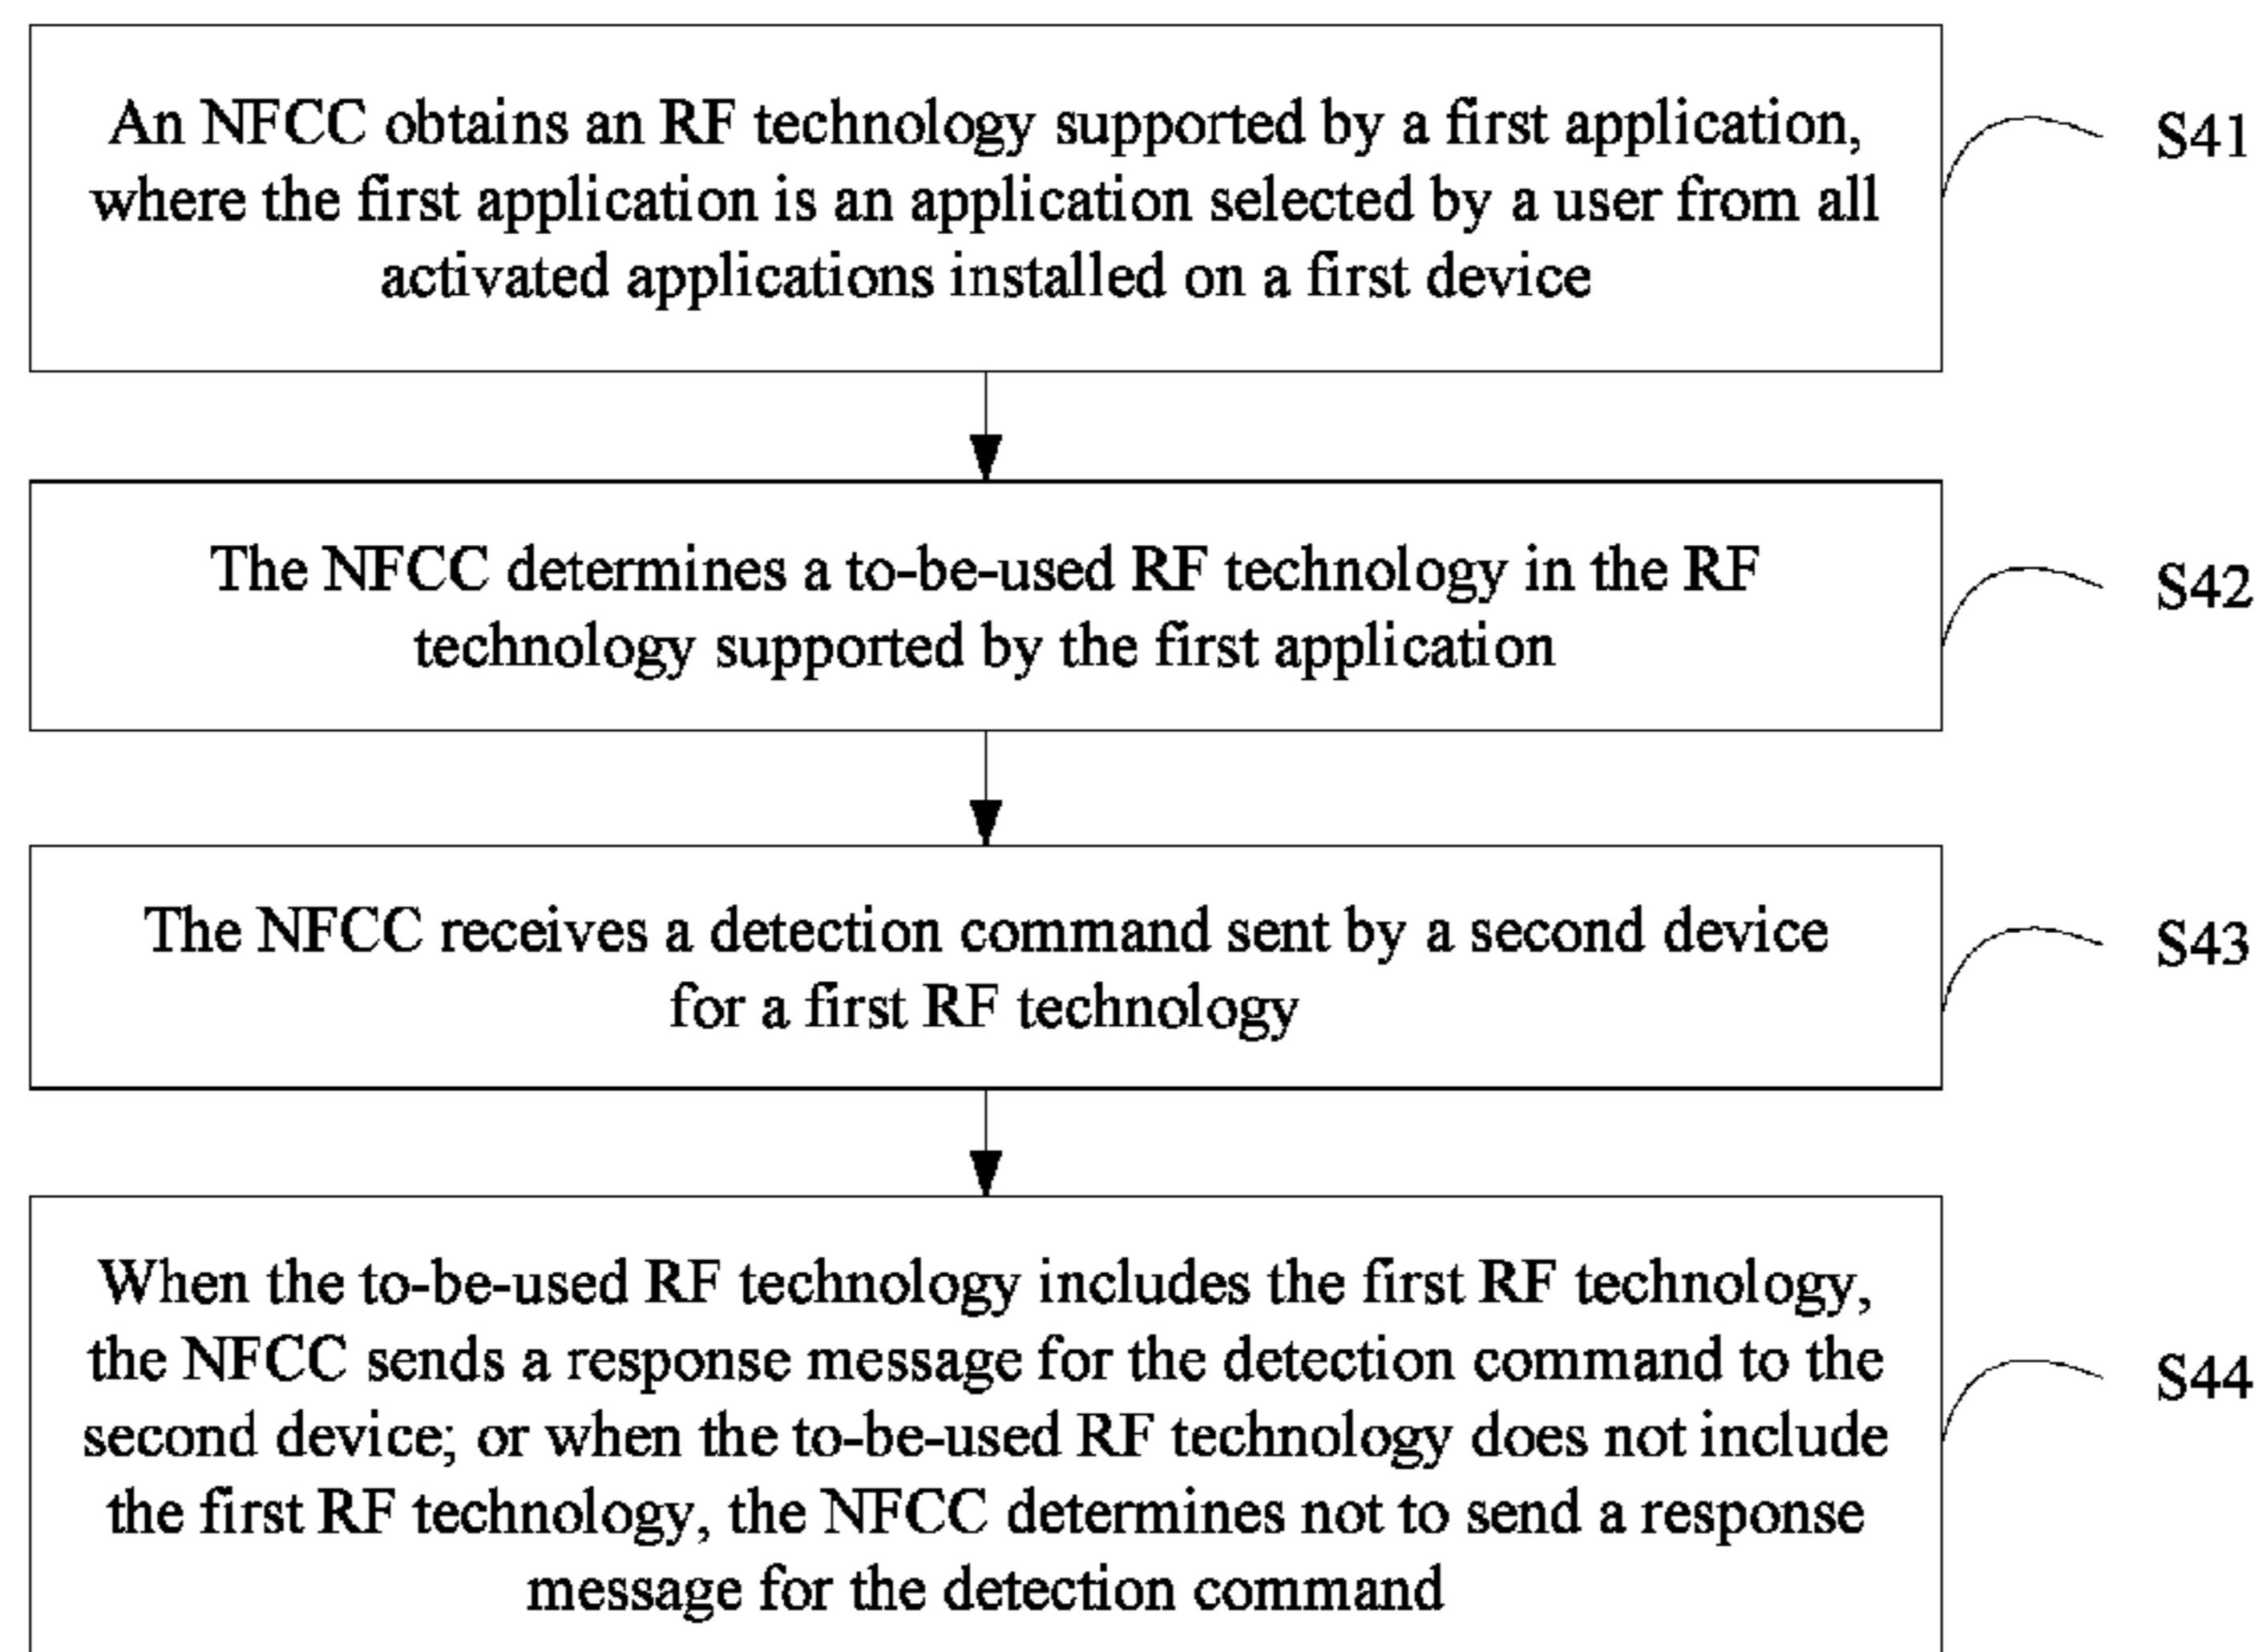 An NFCC obtains an RF technology supported by a first application,
where the first application is an application selected by a user from all
activated applications installed on a first device
S41
The NFCC determines a to-be-used RF technology in the RF
technology supported by the first application
S42
The NFCC receives a detection command sent by a second device
for a first RF technology
S43
When the to-be-used RF technology includes the first RF technology,
the NFCC sends a response message for the detection command to the
second device; or when the to-be-used RF technology does not include
the first RF technology, the NFCC determines not to send a response
message for the detection command
S44